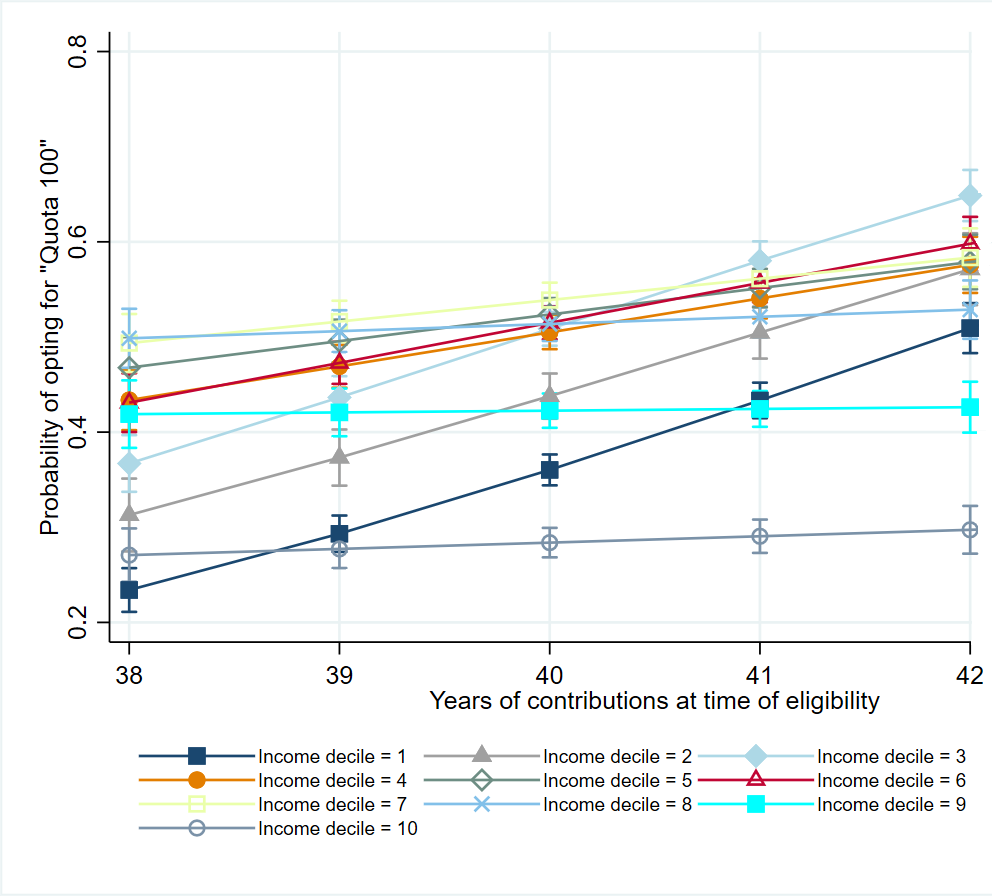 Probability of opting for "Quota 100"
0.8
0.6
0.4
0.2
38 39 40 41 42
Years of contributions at time of eligibility
Income decile = 1 Income decile = 2 Income decile = 3
Income decile = 4 Income decile = 5 Income decile = 6
Income decile = 7 Income decile = 8 Income decile = 9
Income decile = 10